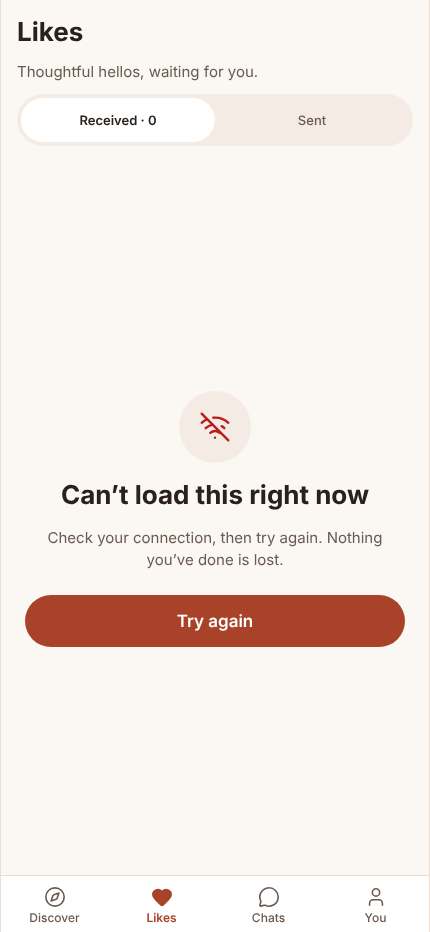 Likes
Thoughtful hellos, waiting for you.
Received · 0
Sent
Can’t load this right now
Check your connection, then try again. Nothing
you’ve done is lost.
Try again
Discover
Likes
Chats
You